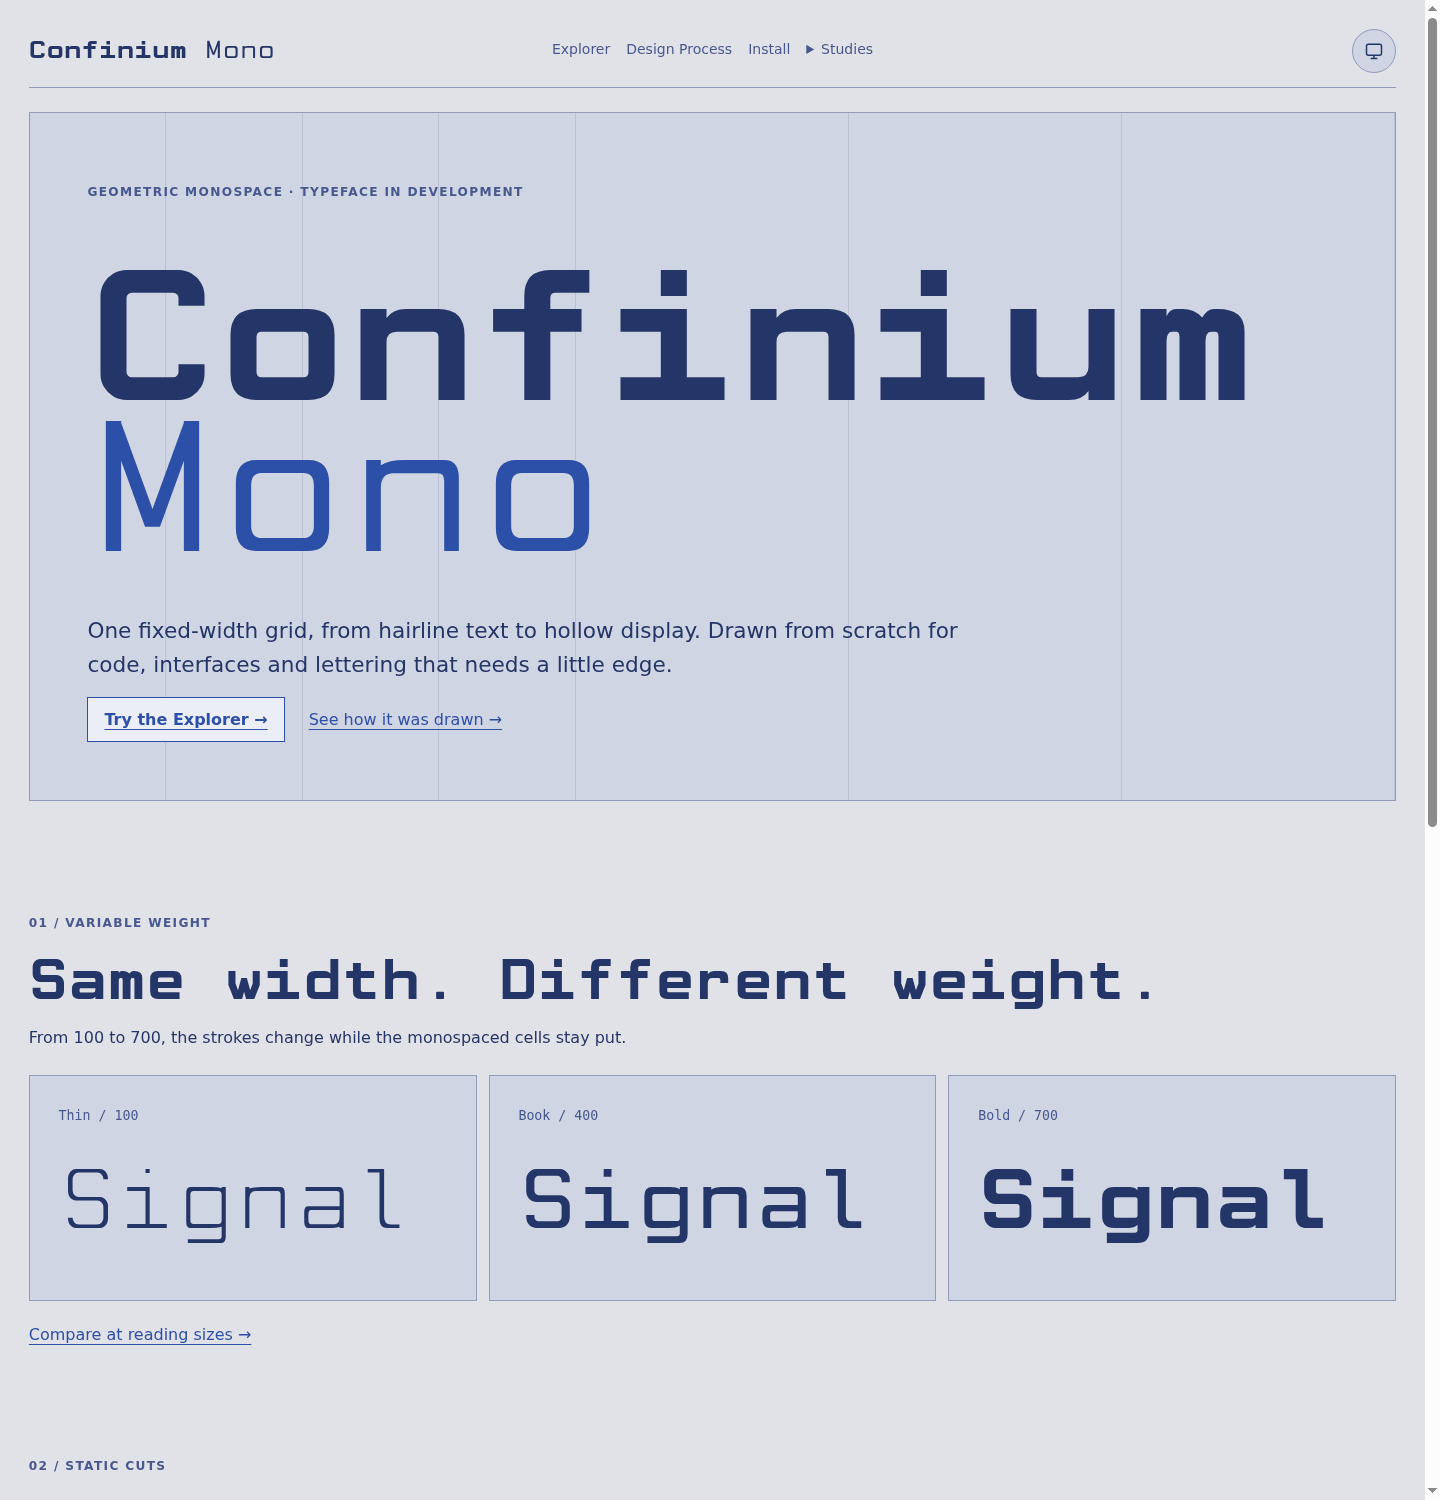 Confinium Mono
Explorer Design Process Install ▶ Studies
GEOMETRIC MONOSPACE · TYPEFACE IN DEVELOPMENT
Confinium
Mono
One fixed-width grid, from hairline text to hollow display. Drawn from scratch for
code, interfaces and lettering that needs a little edge.
Try the Explorer → See how it was drawn →
01 / VARIABLE WEIGHT
Same width. Different weight.
From 100 to 700, the strokes change while the monospaced cells stay put.
Thin / 100
Signal
Book / 400
Signal
Bold / 700
Signal
Compare at reading sizes →
02 / STATIC CUTS